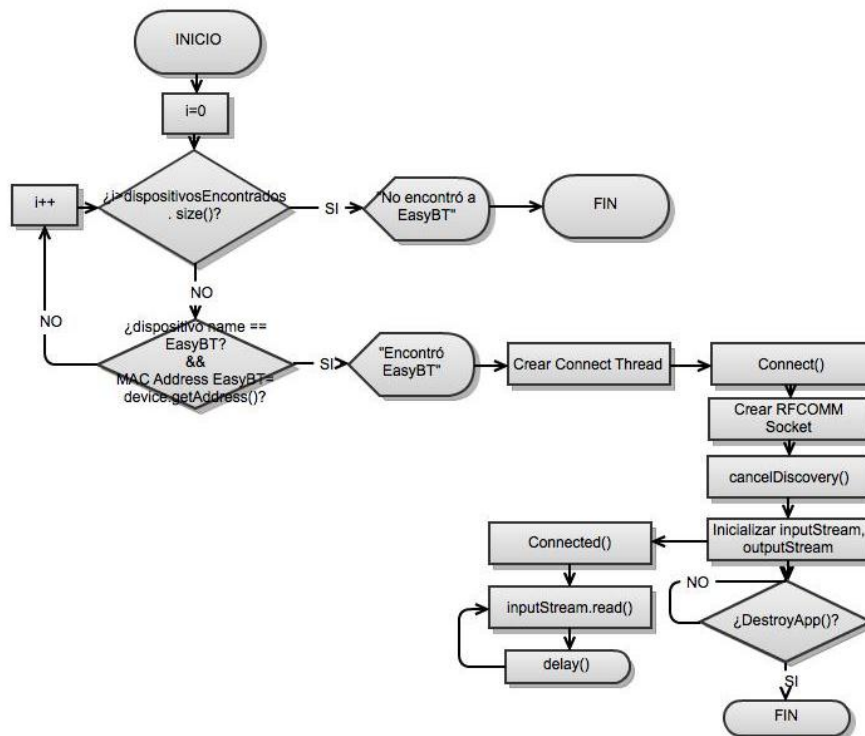 INICIO
i=0
¿i>dispositivosEncontrados
. size()?
i++
SI
"No encontró a
EasyBT"
FIN
NO
NO
¿dispositivo name ==
EasyBT?
&&
MAC Address EasyBT=
device.getAddress()?
SI
"Encontró
EasyBT"
Crear Connect Thread
Connect()
Crear RFCOMM
Socket
cancelDiscovery()
Inicializar inputStream,
outputStream
Connected()
inputStream.read()
delay()
NO
¿DestroyApp()?
SI
FIN